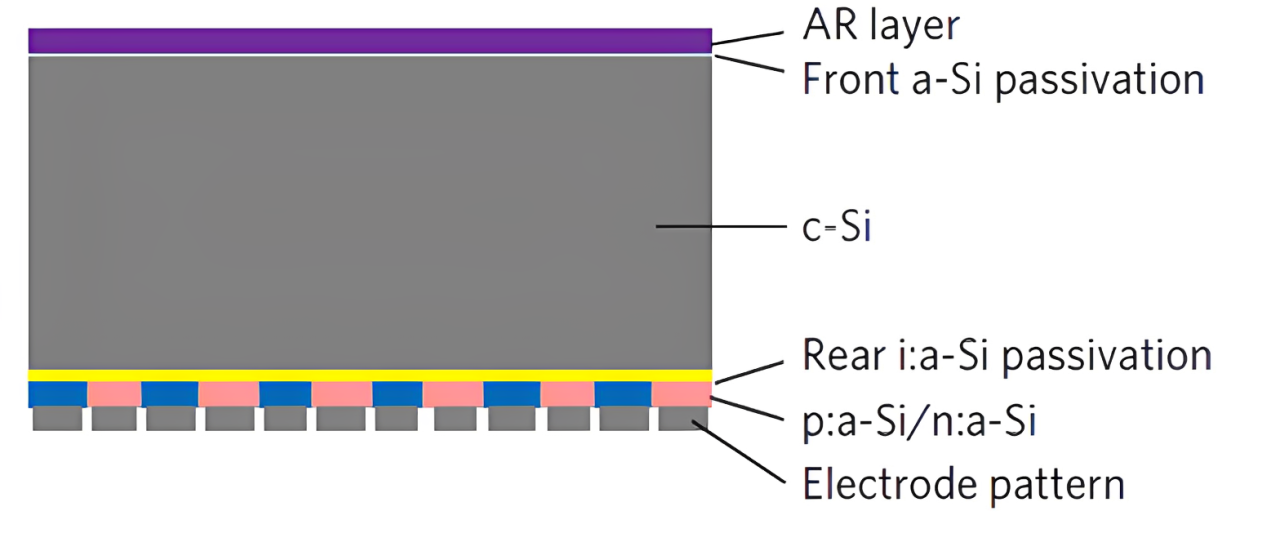 AR layer
Front a-Si passivation
c-Si
Rear i:a-Si passivation
p:a-Si/n:a-Si
Electrode pattern